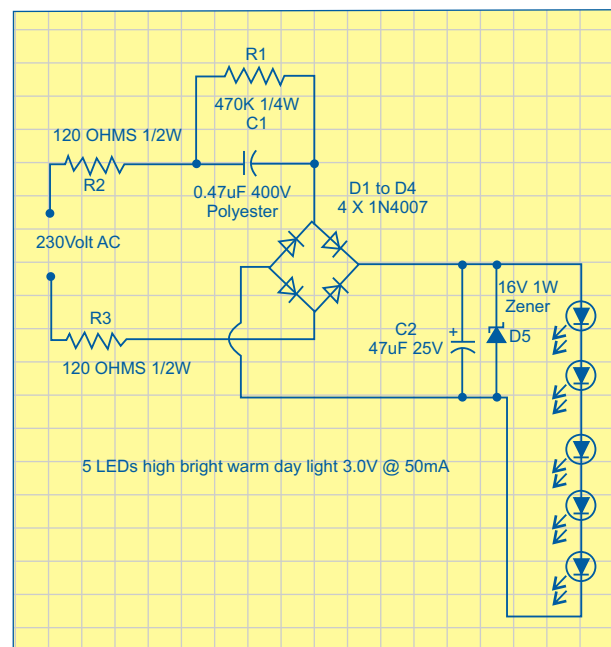 R1
470K 1/4W
C1
120 OHMS 1/2W
R2
0.47uF 400V
Polyester
D1 to D4
4 X 1N4007
230Volt AC
16V 1W
Zener
R3
C2
+
47uF 25V
D5
120 OHMS 1/2W
5 LEDs high bright warm day light 3.0V @ 50mA